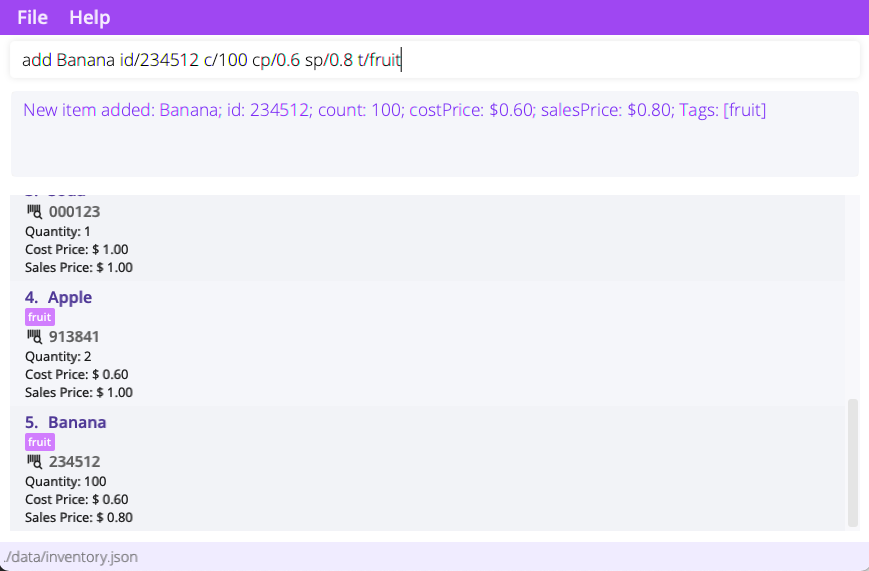 File Help
add Banana id/234512 c/100 cp/0.6 sp/0.8 t/fruit
New item added: Banana; id: 234512; count: 100; costPrice: $0.60; salesPrice: $0.80; Tags: [fruit]
000123
Quantity: 1
Cost Price: $ 1.00
Sales Price: $ 1.00
4. Apple
fruit
913841
Quantity: 2
Cost Price: $ 0.60
Sales Price: $ 1.00
5. Banana
fruit
234512
Quantity: 100
Cost Price: $ 0.60
Sales Price: $ 0.80
./data/inventory.json